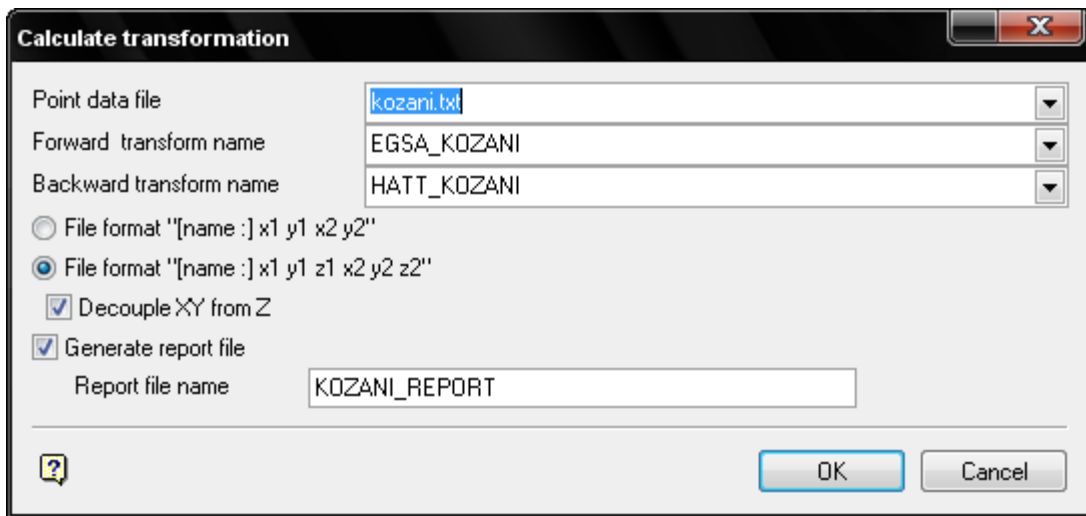 Calculate transformation
Point data file kozani.txt
Forward transform name EGSA_KOZANI
Backward transform name HATT_KOZANI
File format "[name :] x1 y1 x2 y2"
File format "[name :] x1 y1 z1 x2 y2 z2"
Decouple XY from Z
Generate report file
Report file name KOZANI_REPORT
OK Cancel